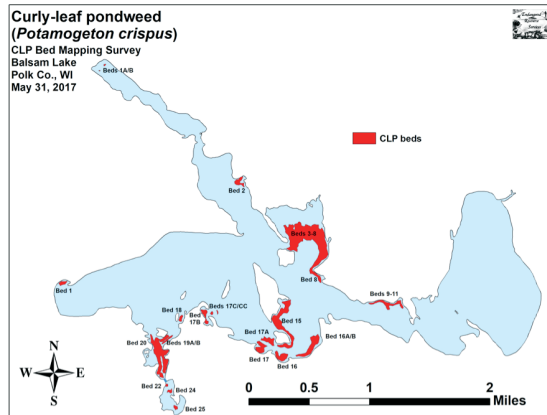 Curly-leaf pondweed
(Potamogeton crispus)
CLP Bed Mapping Survey
Balsam Lake
Polk Co., WI
May 31, 2017
Endangered
Resource
Services
Beds 1A/B
CLP beds
Bed 2
Beds 3-8
Bed 8
Bed 1
Beds 9-11
Beds 17C/CC
Bed 18
Bed
17B
Bed 15
Bed 20
Beds 19A/B
17A
Bed 16A/B
Bed 17
Bed 16
Bed 22
Bed 24
Bed 25
N
W
E
S
0
0.5
1
2
Miles